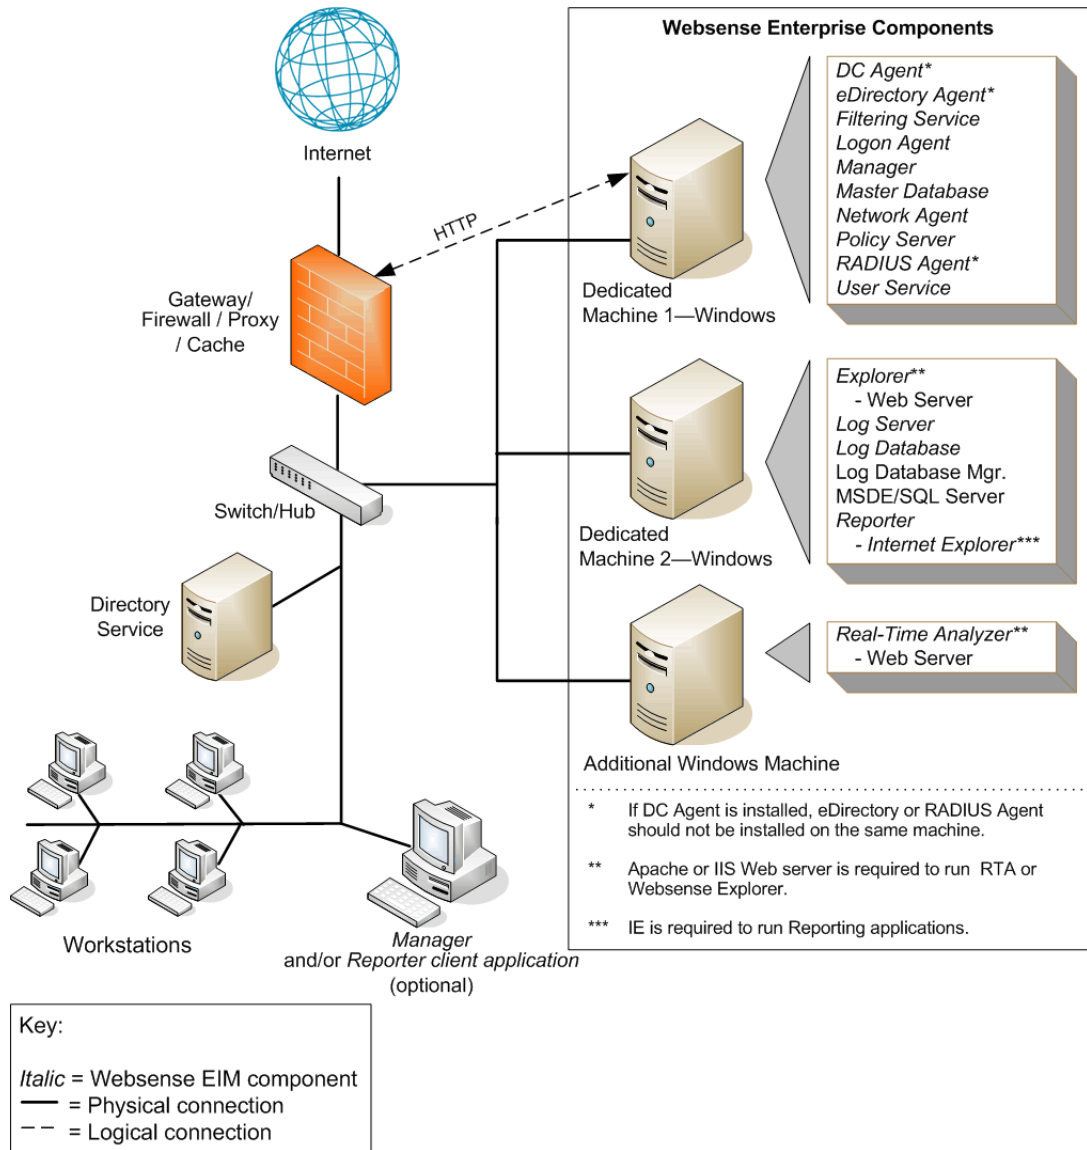 Websense Enterprise Components
Internet
HTTP
Gateway/
Firewall / Proxy
/ Cache
Switch/Hub
Directory
Service
Workstations
Manager
and/or Reporter client application
(optional)
Dedicated
Machine 1—Windows
DC Agent*
eDirectory Agent*
Filtering Service
Logon Agent
Manager
Master Database
Network Agent
Policy Server
RADIUS Agent*
User Service
Dedicated
Machine 2—Windows
Explorer**
- Web Server
Log Server
Log Database
Log Database Mgr.
MSDE/SQL Server
Reporter
- Internet Explorer***
Additional Windows Machine
Real-Time Analyzer**
- Web Server
* If DC Agent is installed, eDirectory or RADIUS Agent
should not be installed on the same machine.
** Apache or IIS Web server is required to run RTA or
Websense Explorer.
*** IE is required to run Reporting applications.
Key:
Italic = Websense EIM component
= Physical connection
= Logical connection